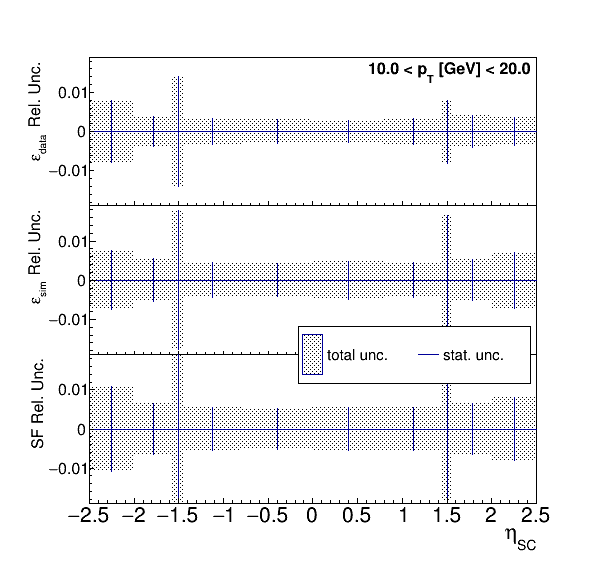 10.0 < p_T [GeV] < 20.0
ε_data Rel. Unc.
0.01
0
−0.01
ε_sim Rel. Unc.
0.01
0
−0.01
total unc. stat. unc.
SF Rel. Unc.
0.01
0
−0.01
−2.5 −2 −1.5 −1 −0.5 0 0.5 1 1.5 2 2.5
η_SC